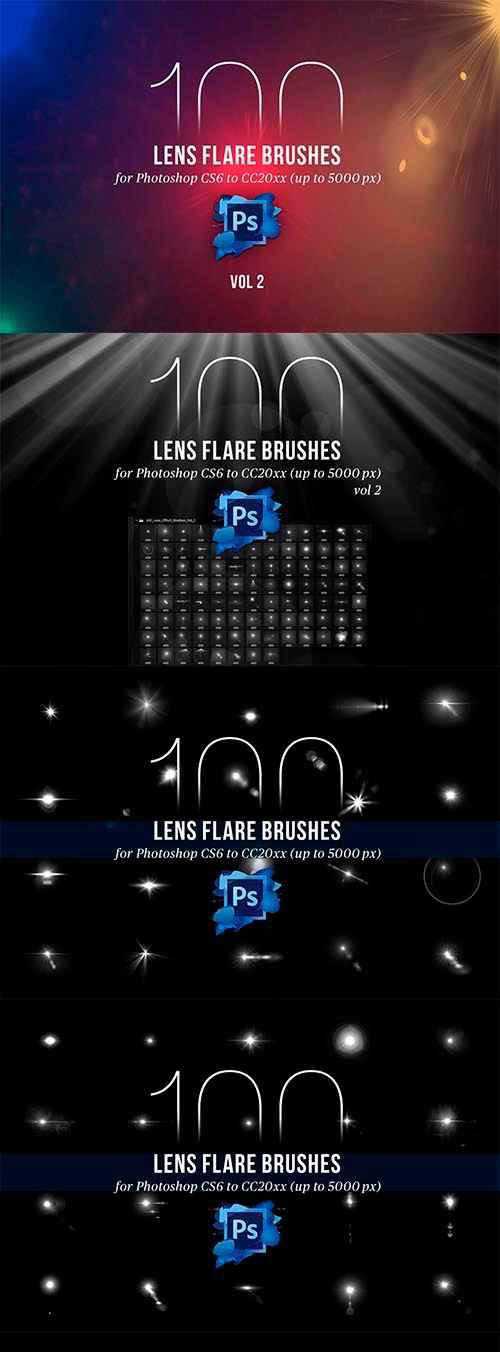 100
LENS FLARE BRUSHES
for Photoshop CS6 to CC20xx (up to 5000 px)
Ps
VOL 2
100
LENS FLARE BRUSHES
for Photoshop CS6 to CC20xx (up to 5000 px)
vol 2
Ps
100
LENS FLARE BRUSHES
for Photoshop CS6 to CC20xx (up to 5000 px)
Ps
100
LENS FLARE BRUSHES
for Photoshop CS6 to CC20xx (up to 5000 px)
Ps